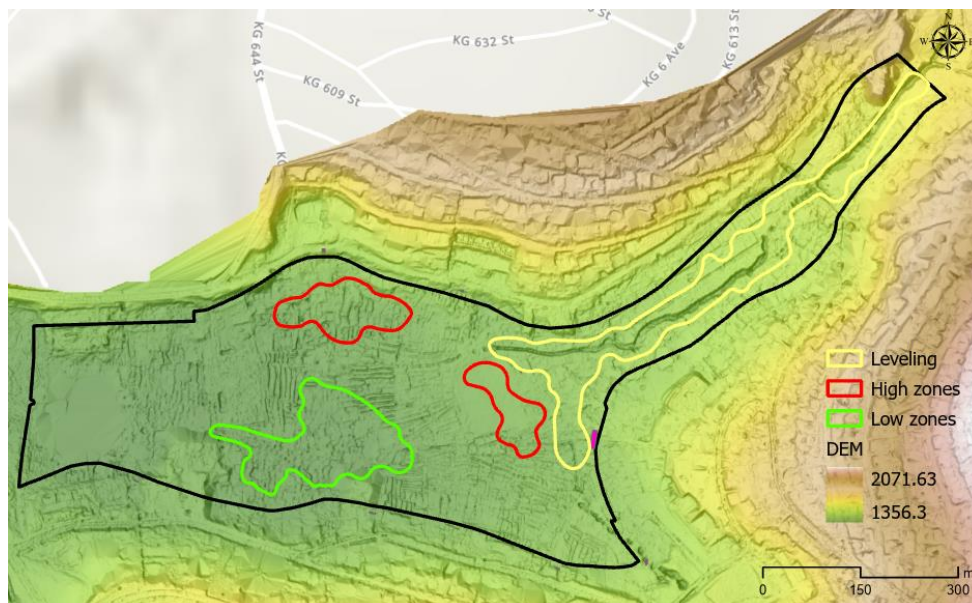 KG 632 St
KG 644 St
KG 609 St
KG 6 Ave
KG 613 St
N
W
E
S
Leveling
High zones
Low zones
DEM
2071.63
1356.3
0
150
300 m